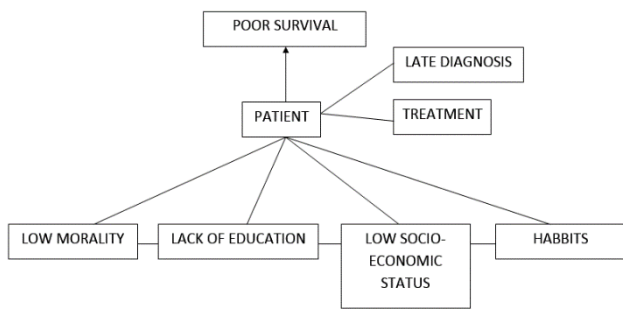 POOR SURVIVAL
LATE DIAGNOSIS
PATIENT
TREATMENT
LOW MORALITY
LACK OF EDUCATION
LOW SOCIO-
ECONOMIC
STATUS
HABBITS